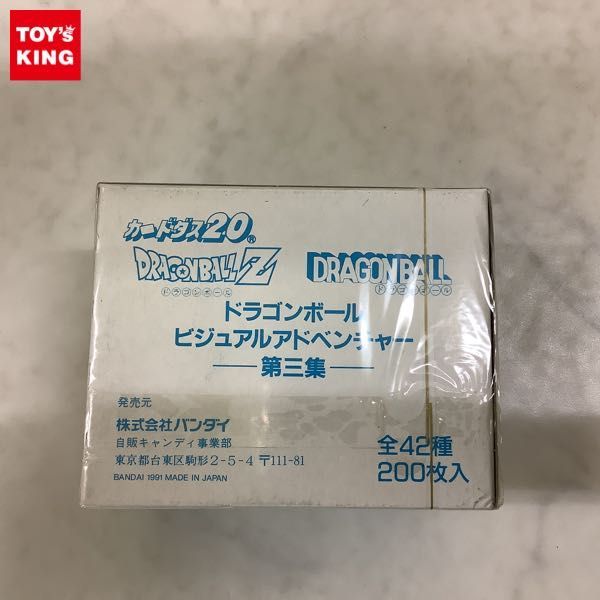 TOY'S
KING
カードダス20®
DRAGONBALL Z
DRAGONBALL
ドラゴンボール
ドラゴンボール
ドラゴンボール
ビジュアルアドベンチャー
第三集
発売元
株式会社バンダイ
自販キャンディ事業部
東京都台東区駒形2-5-4 〒111-81
BANDAI 1991 MADE IN JAPAN
全42種
200枚入